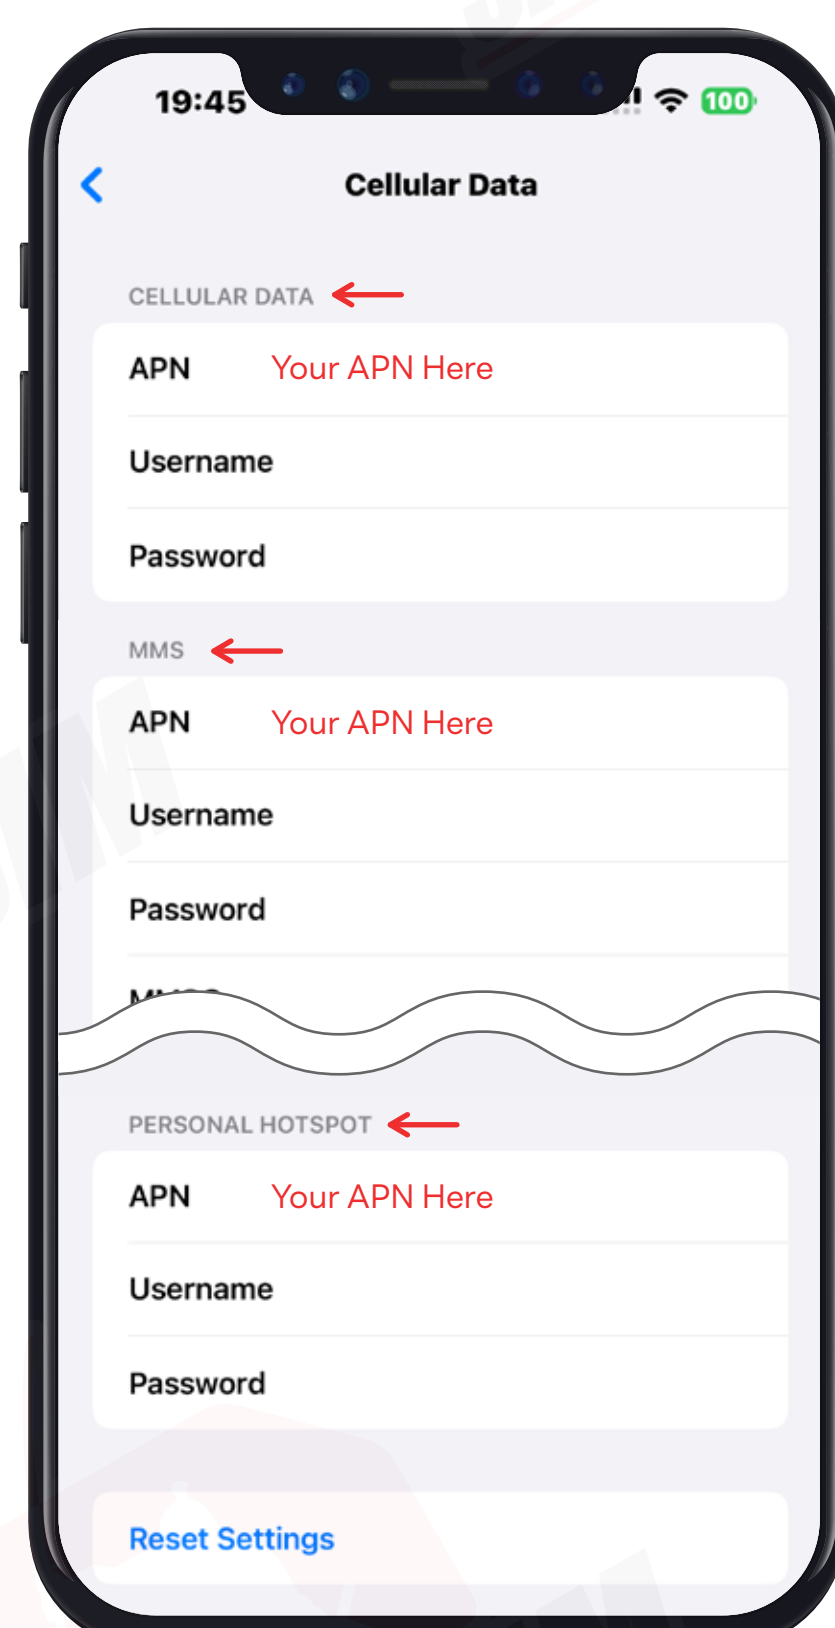 19:45
100
Cellular Data
CELLULAR DATA
APN Your APN Here
Username
Password
MMS
APN Your APN Here
Username
Password
PERSONAL HOTSPOT
APN Your APN Here
Username
Password
Reset Settings